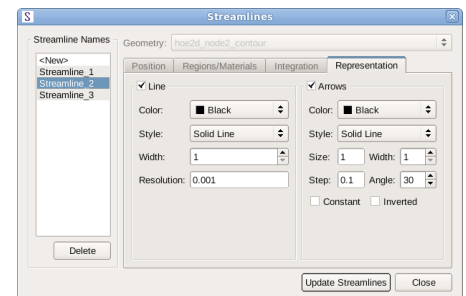 S Streamlines
Streamline Names
<New>
Streamline_1
Streamline_2
Streamline_3
Delete
Geometry: hoe2d_node2_contour
Position Regions/Materials Integration Representation
Line
Color: Black
Style: Solid Line
Width: 1
Resolution: 0.001
Arrows
Color: Black
Style: Solid Line
Size: 1 Width: 1
Step: 0.1 Angle: 30
Constant Inverted
Update Streamlines Close